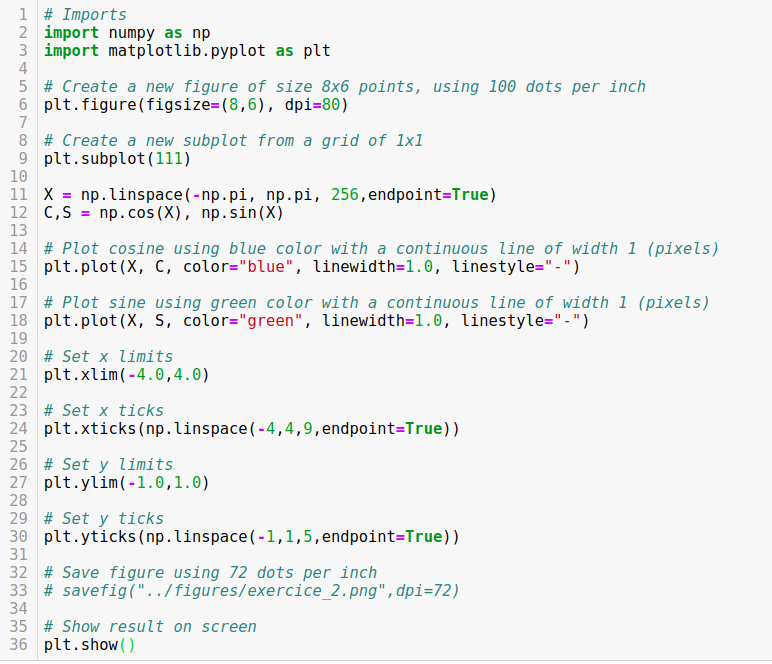 1 # Imports
2 import numpy as np
3 import matplotlib.pyplot as plt
4
5 # Create a new figure of size 8x6 points, using 100 dots per inch
6 plt.figure(figsize=(8,6), dpi=80)
7
8 # Create a new subplot from a grid of 1x1
9 plt.subplot(111)
10
11 X = np.linspace(-np.pi, np.pi, 256,endpoint=True)
12 C,S = np.cos(X), np.sin(X)
13
14 # Plot cosine using blue color with a continuous line of width 1 (pixels)
15 plt.plot(X, C, color="blue", linewidth=1.0, linestyle="-")
16
17 # Plot sine using green color with a continuous line of width 1 (pixels)
18 plt.plot(X, S, color="green", linewidth=1.0, linestyle="-")
19
20 # Set x limits
21 plt.xlim(-4.0,4.0)
22
23 # Set x ticks
24 plt.xticks(np.linspace(-4,4,9,endpoint=True))
25
26 # Set y limits
27 plt.ylim(-1.0,1.0)
28
29 # Set y ticks
30 plt.yticks(np.linspace(-1,1,5,endpoint=True))
31
32 # Save figure using 72 dots per inch
33 # savefig("../figures/exercice_2.png",dpi=72)
34
35 # Show result on screen
36 plt.show()